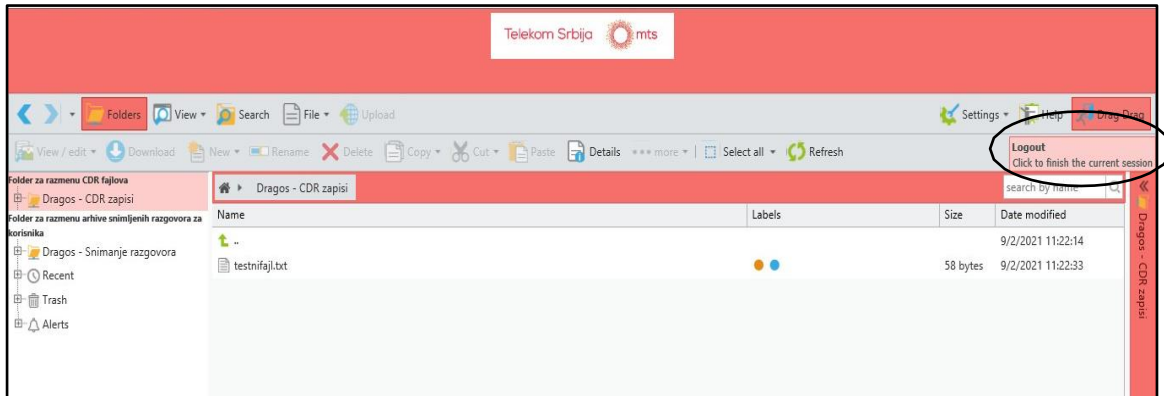 Telekom Srbija mts
Folders View Search File Upload Settings Help Drag Drag
View / edit Download New Rename Delete Copy Cut Paste Details more Select all Refresh
Logout
Click to finish the current session
Folder za razmenu CDR fajlova
Dragos - CDR zapisi
Folder za razmenu arhive snimljenih razgovora za
korisnika
Dragos - Snimanje razgovora
Recent
Trash
Alerts
Dragos - CDR zapisi
search by name
Name Labels Size Date modified
.. 9/2/2021 11:22:14
testnifajl.txt 58 bytes 9/2/2021 11:22:33
Dragos - CDR zapisi